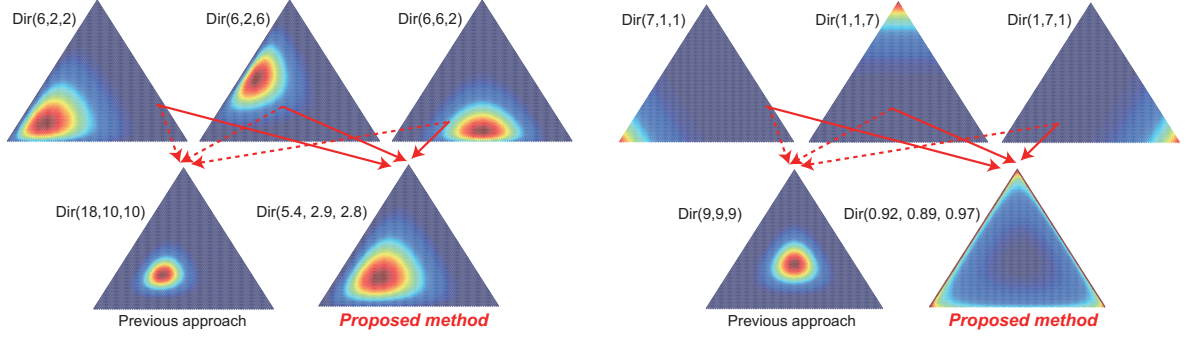 Dir(6,2,2)
Dir(6,2,6)
Dir(6,6,2)
Dir(18,10,10)
Dir(5.4, 2.9, 2.8)
Previous approach
Proposed method
Dir(7,1,1)
Dir(1,1,7)
Dir(1,7,1)
Dir(9,9,9)
Dir(0.92, 0.89, 0.97)
Previous approach
Proposed method